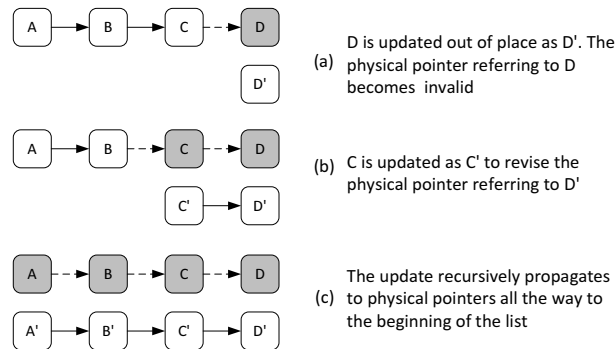 A B C D
(a) D is updated out of place as D'. The
physical pointer referring to D
becomes invalid
D'
A B C D
(b) C is updated as C' to revise the
physical pointer referring to D'
C' D'
A B C D
(c) The update recursively propagates
to physical pointers all the way to
the beginning of the list
A' B' C' D'